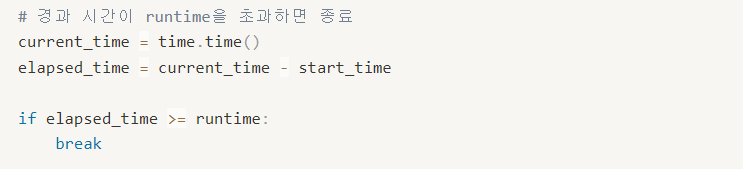 # 경과 시간이 runtime을 초과하면 종료
current_time = time.time()
elapsed_time = current_time - start_time
if elapsed_time >= runtime:
    break